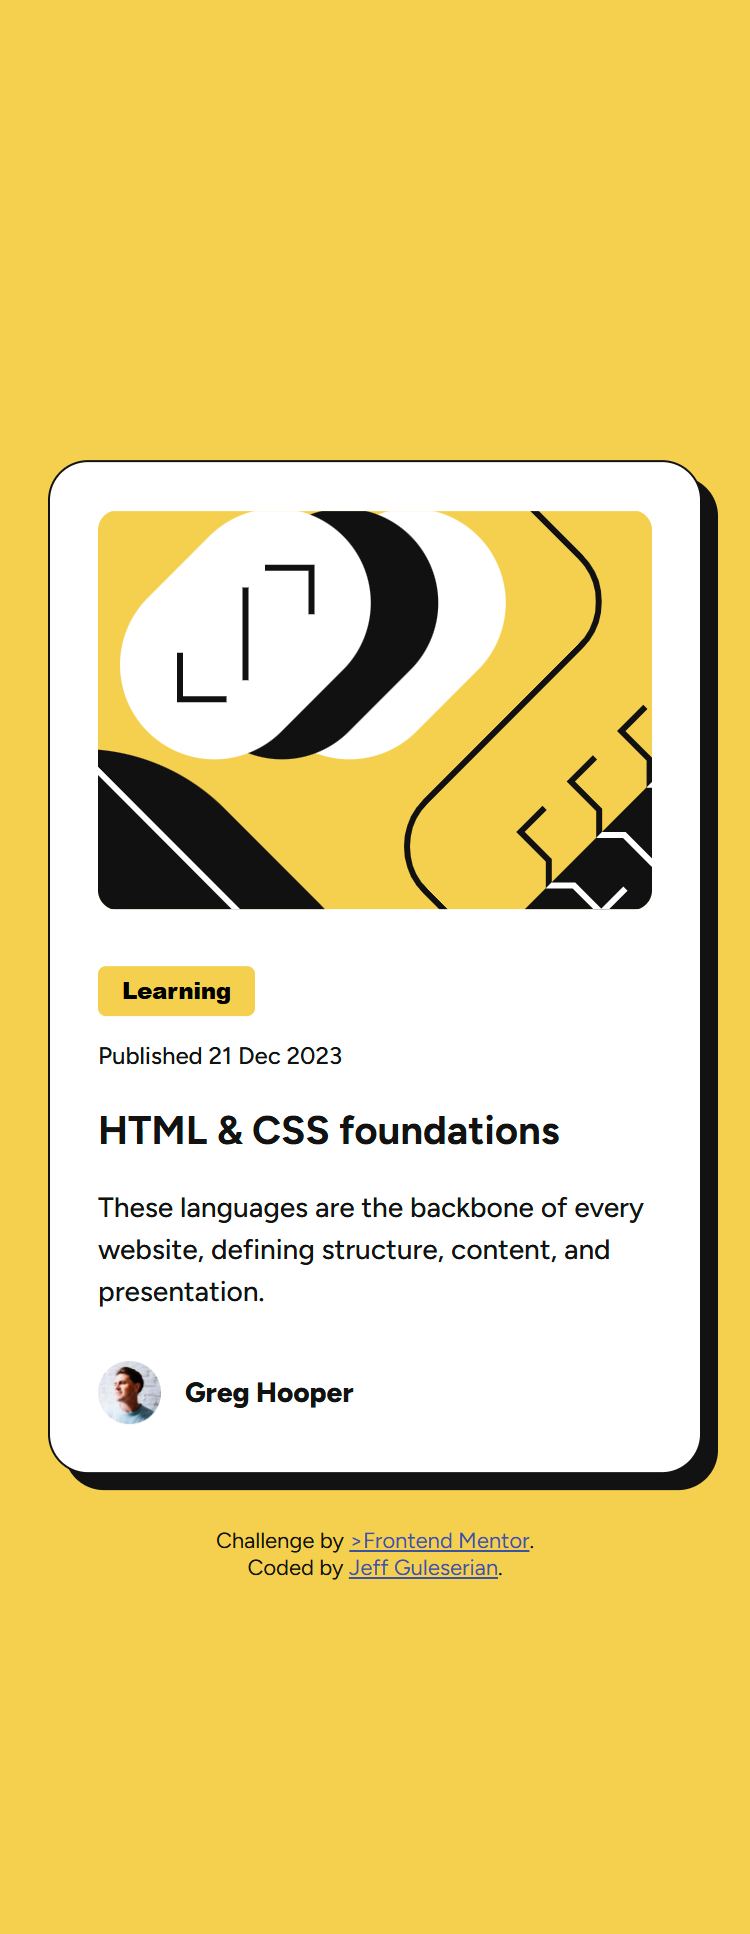 Learning
Published 21 Dec 2023
HTML & CSS foundations
These languages are the backbone of every
website, defining structure, content, and
presentation.
Greg Hooper
Challenge by >Frontend Mentor.
Coded by Jeff Guleserian.